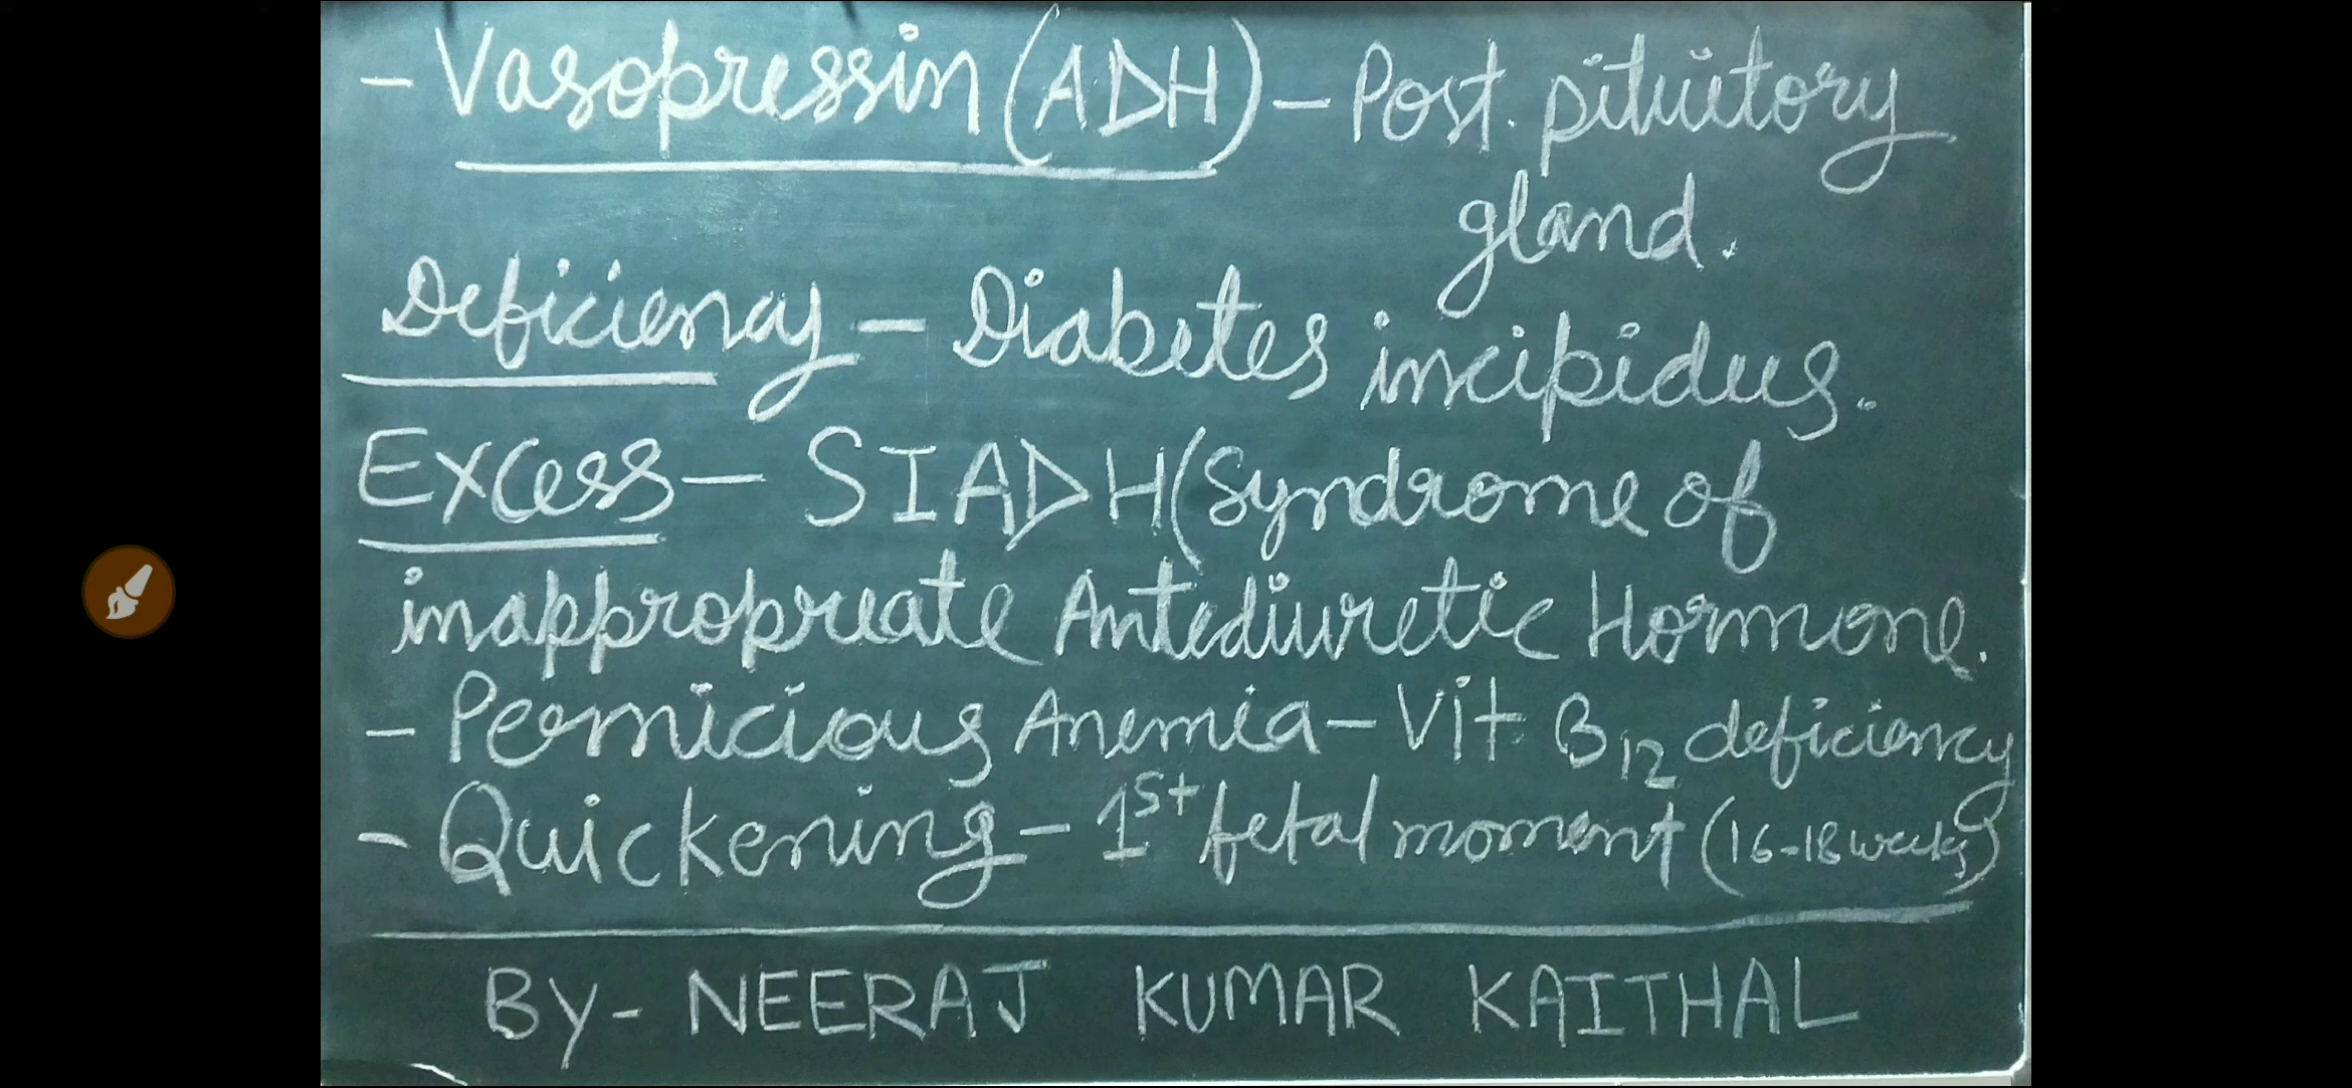 - Vasopressin (ADH) - Post. pituitory
gland.
Deficiency - Diabetes incipidus.
Excess - SIADH (Syndrome of
inappropreate Antediuretic Hormone.
- Pernicious Anemia - Vit B12 deficiency
- Quickening - 1st fetal moment (16-18 weeks)
BY- NEERAJ KUMAR KAITHAL